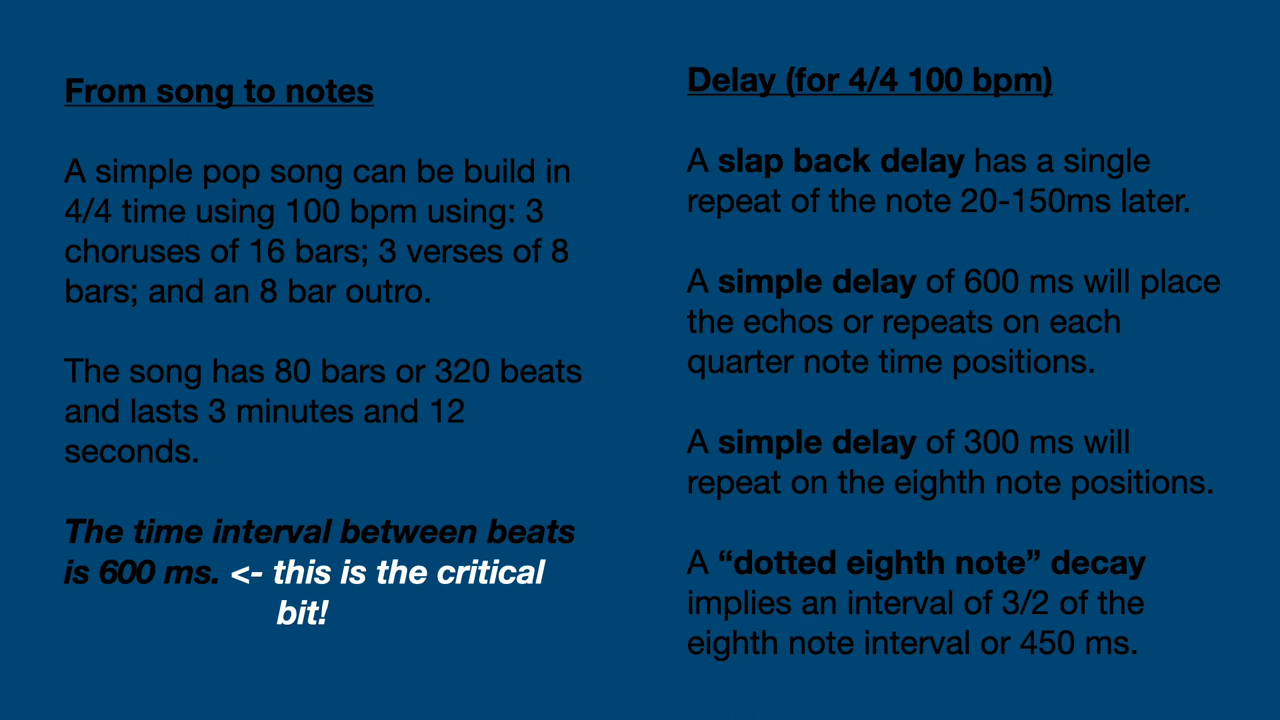 From song to notes
A simple pop song can be build in
4/4 time using 100 bpm using: 3
choruses of 16 bars; 3 verses of 8
bars; and an 8 bar outro.
The song has 80 bars or 320 beats
and lasts 3 minutes and 12
seconds.
The time interval between beats
is 600 ms. <- this is the critical
bit!
Delay (for 4/4 100 bpm)
A slap back delay has a single
repeat of the note 20-150ms later.
A simple delay of 600 ms will place
the echos or repeats on each
quarter note time positions.
A simple delay of 300 ms will
repeat on the eighth note positions.
A “dotted eighth note” decay
implies an interval of 3/2 of the
eighth note interval or 450 ms.